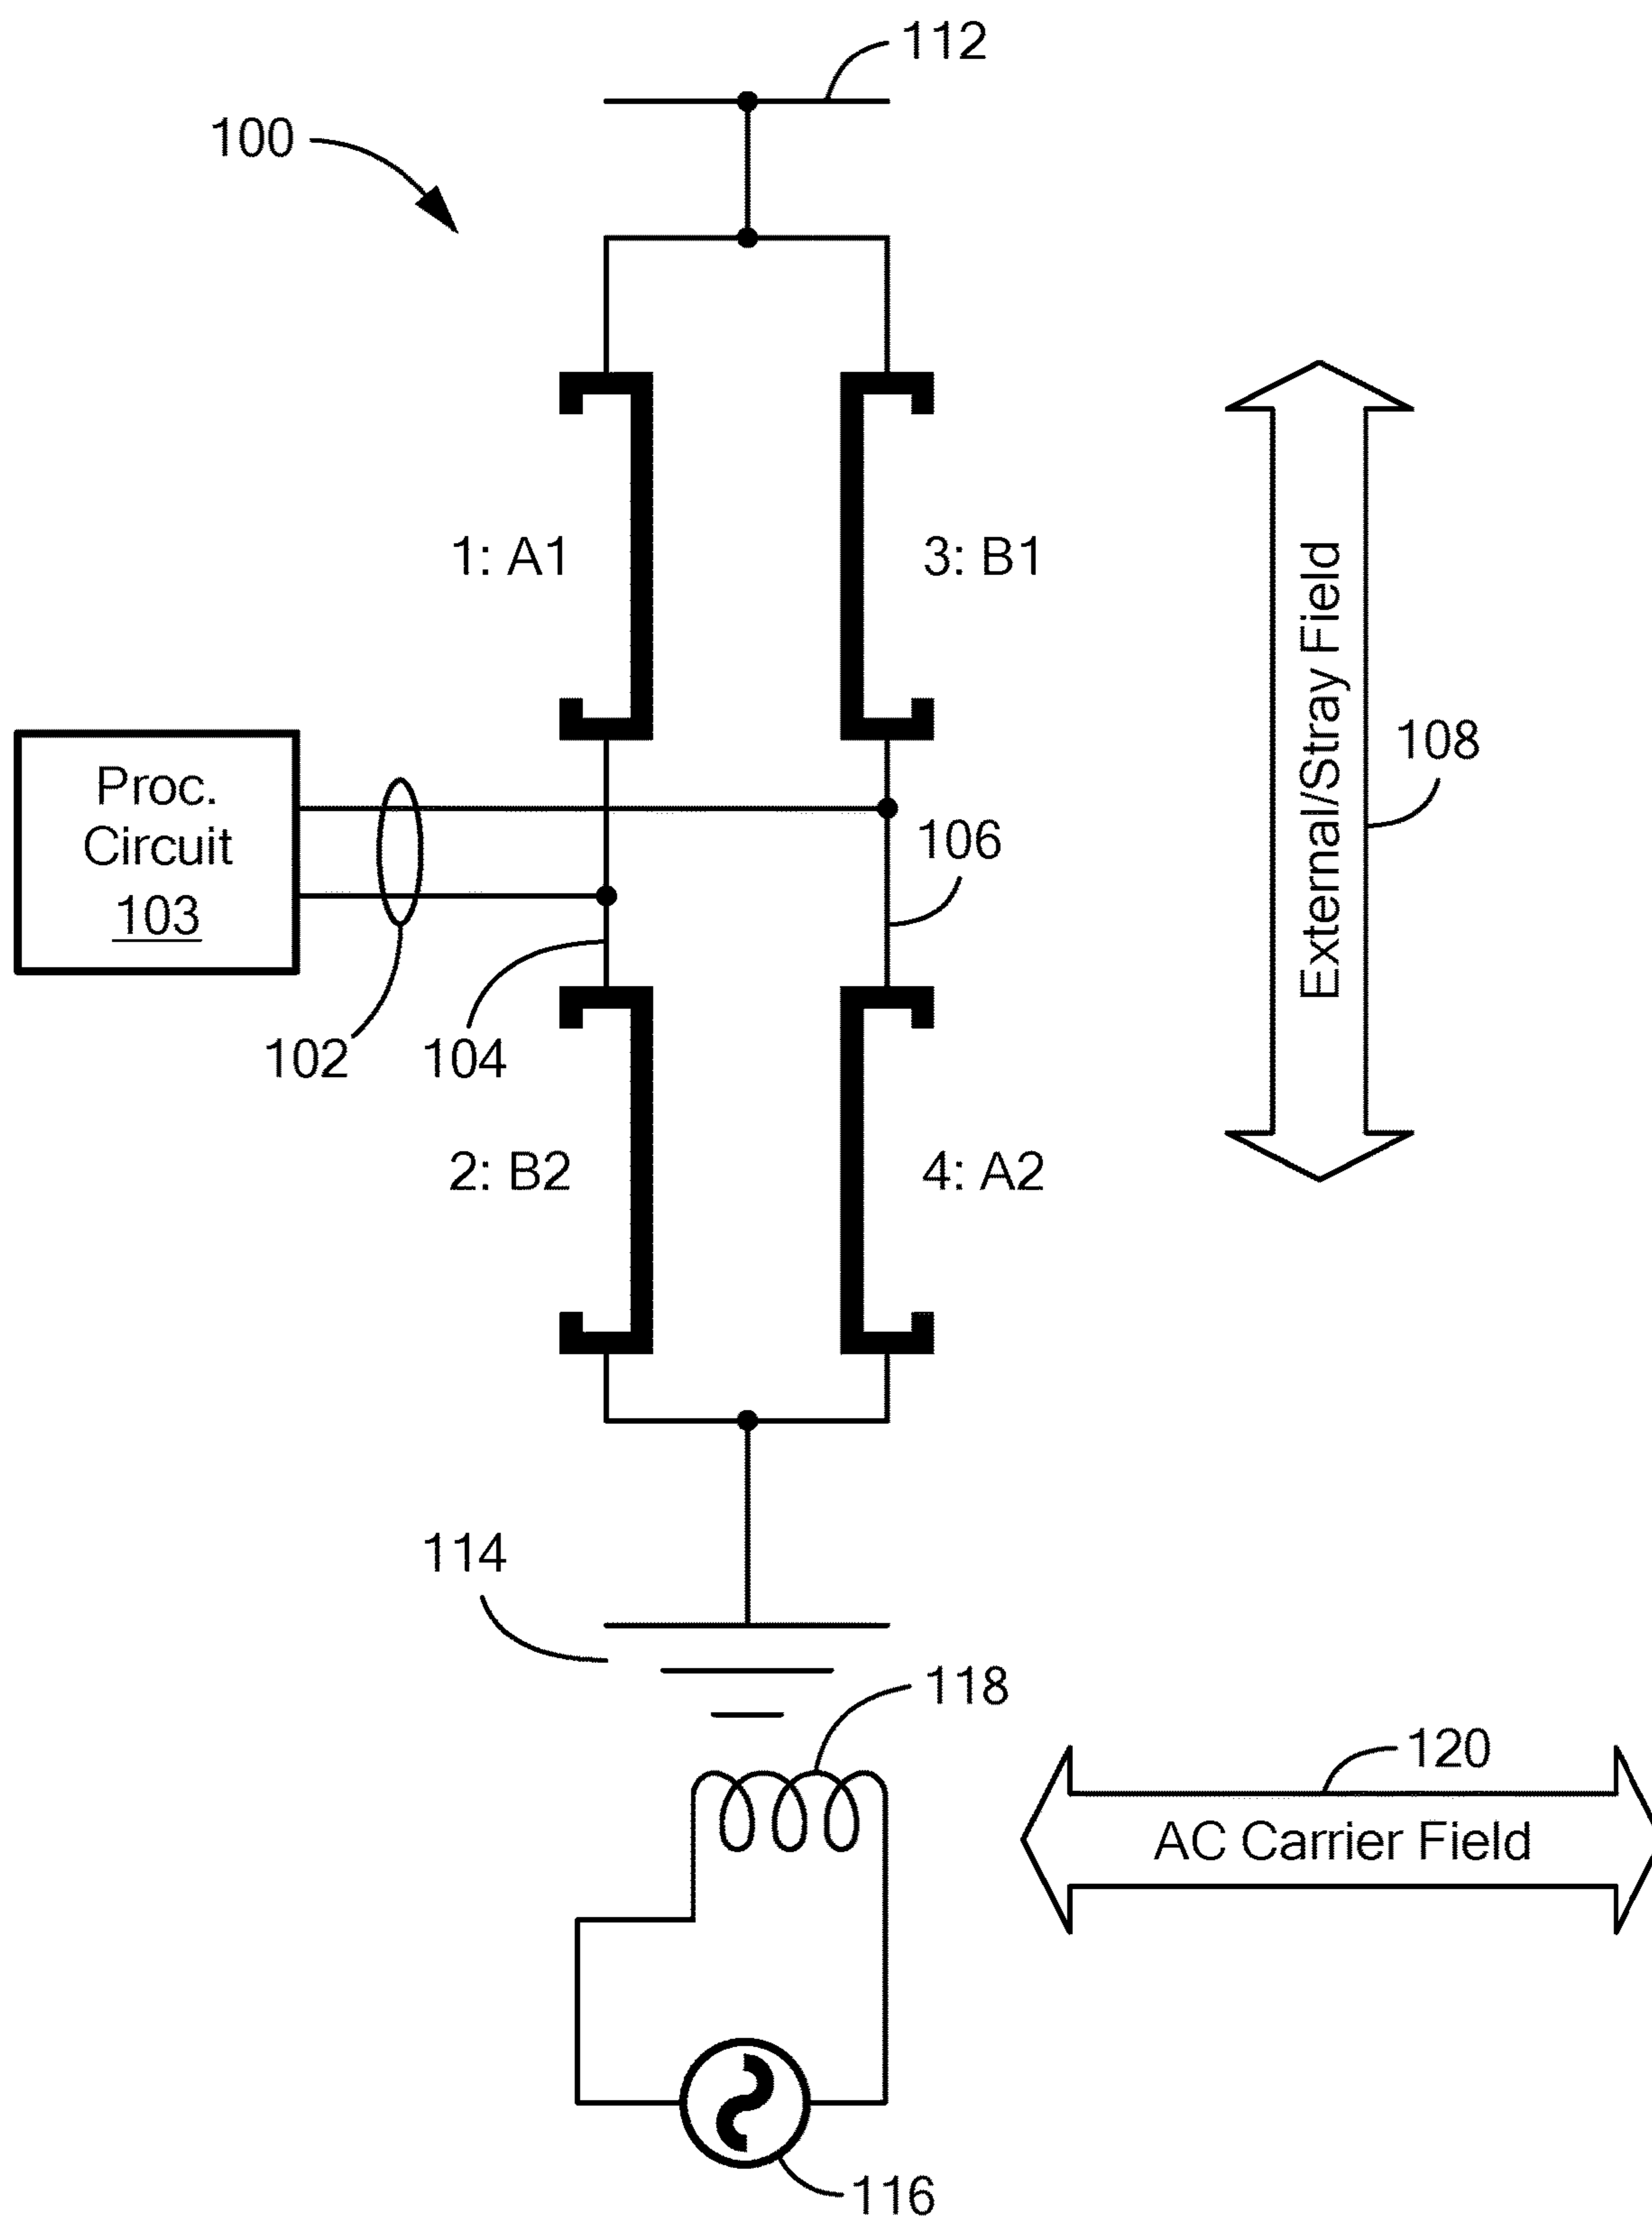 112
100
1: A1
3: B1
External/Stray Field
108
Proc.
Circuit
103
106
102
104
2: B2
4: A2
114
118
120
AC Carrier Field
116